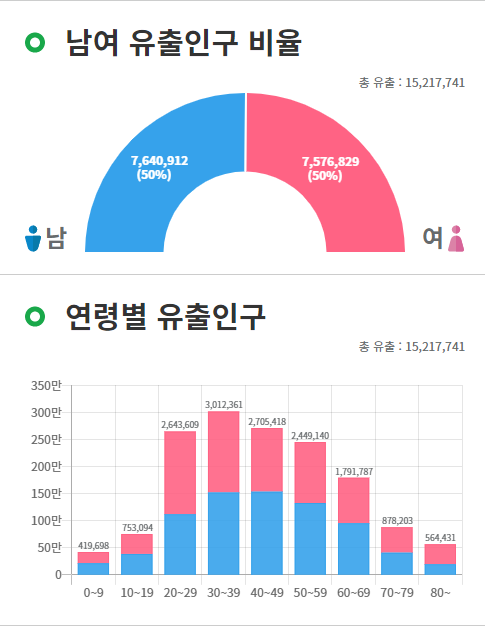 남여 유출인구 비율
총 유출 : 15,217,741
7,640,912
(50%)
7,576,829
(50%)
남
여
연령별 유출인구
총 유출 : 15,217,741
350만
300만
250만
200만
150만
100만
50만
0
419,698
753,094
2,643,609
3,012,361
2,705,418
2,449,140
1,791,787
878,203
564,431
0~9 10~19 20~29 30~39 40~49 50~59 60~69 70~79 80~